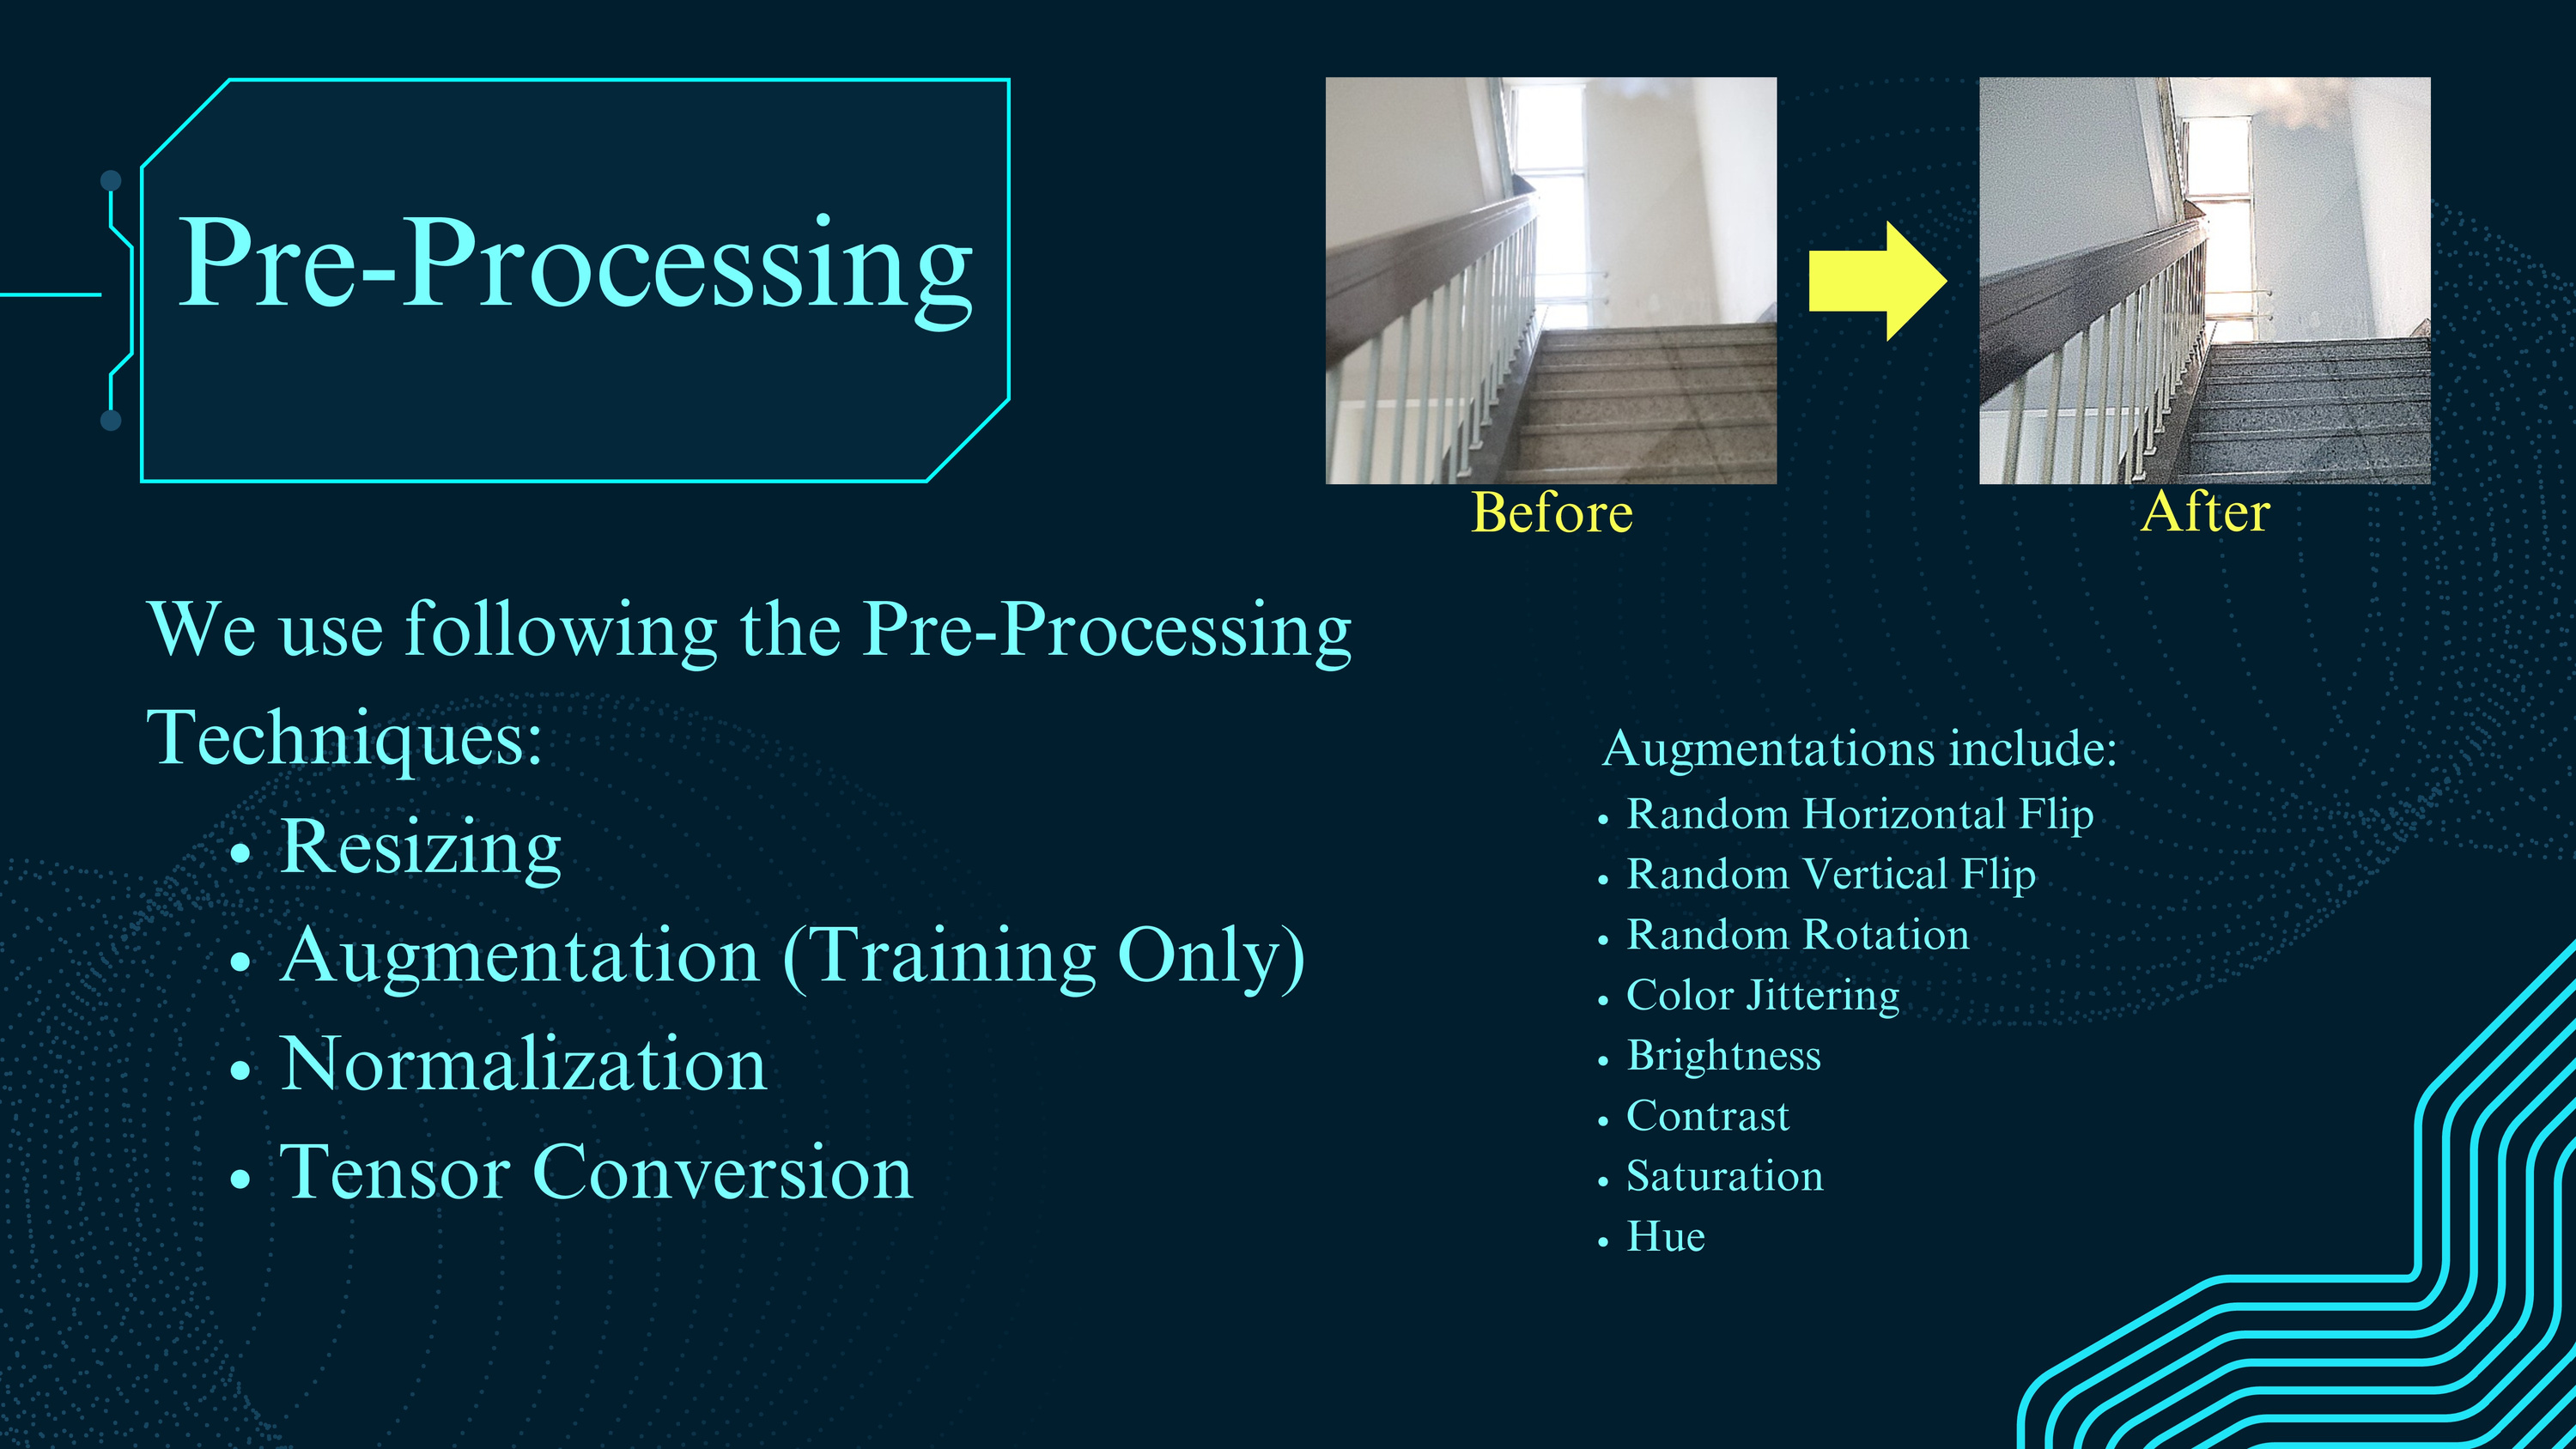 Pre-Processing
Before
After
We use following the Pre-Processing
Techniques:
• Resizing
• Augmentation (Training Only)
• Normalization
• Tensor Conversion
Augmentations include:
• Random Horizontal Flip
• Random Vertical Flip
• Random Rotation
• Color Jittering
• Brightness
• Contrast
• Saturation
• Hue